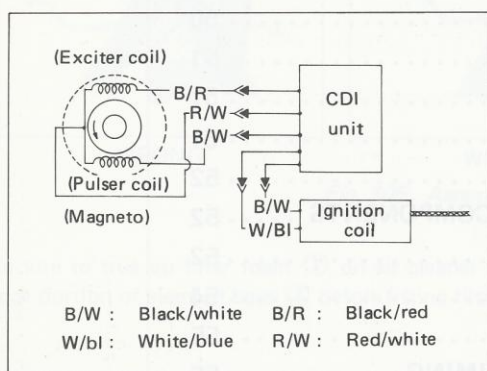 (Exciter coil)
B/R
R/W
B/W
CDI
unit
(Pulser coil)
(Magneto)
B/W
W/Bl
Ignition
coil
B/W : Black/white B/R : Black/red
W/bl : White/blue R/W : Red/white